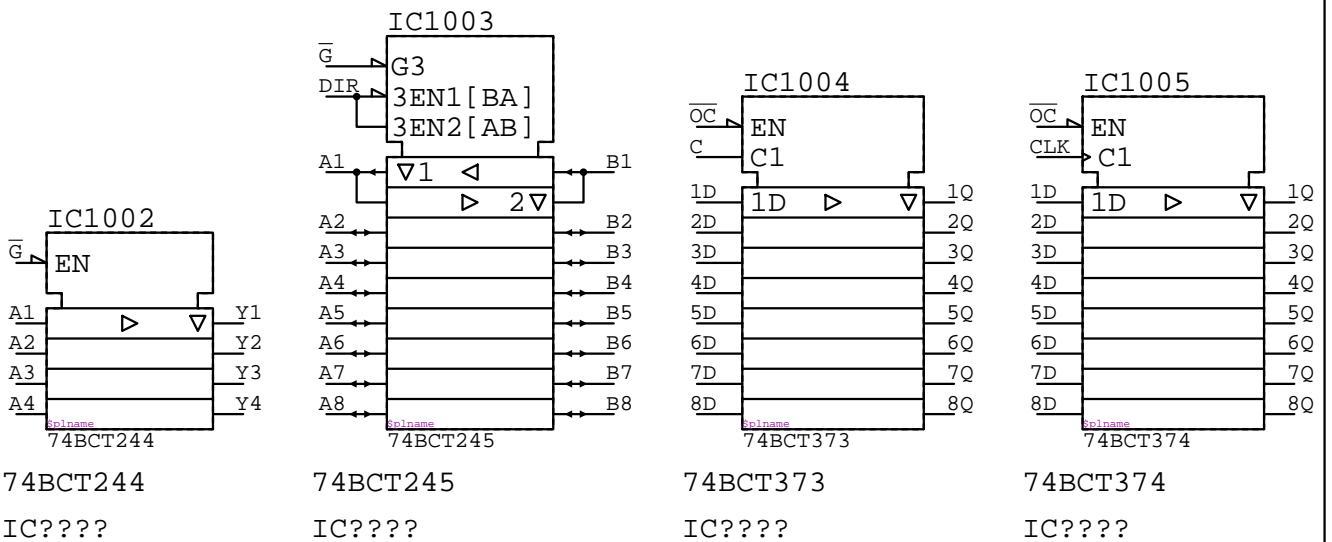 IC1002
G
EN
A1
Y1
A2
Y2
A3
Y3
A4
Y4
$plname
74BCT244
74BCT244
IC????
IC1003
G
G3
DIR
3EN1[BA]
3EN2[AB]
A1
1
B1
2
A2
B2
A3
B3
A4
B4
A5
B5
A6
B6
A7
B7
A8
B8
$plname
74BCT245
74BCT245
IC????
IC1004
OC
EN
C
C1
1D
1D
1Q
2D
2Q
3D
3Q
4D
4Q
5D
5Q
6D
6Q
7D
7Q
8D
8Q
$plname
74BCT373
74BCT373
IC????
IC1005
OC
EN
CLK
C1
1D
1D
1Q
2D
2Q
3D
3Q
4D
4Q
5D
5Q
6D
6Q
7D
7Q
8D
8Q
$plname
74BCT374
74BCT374
IC????